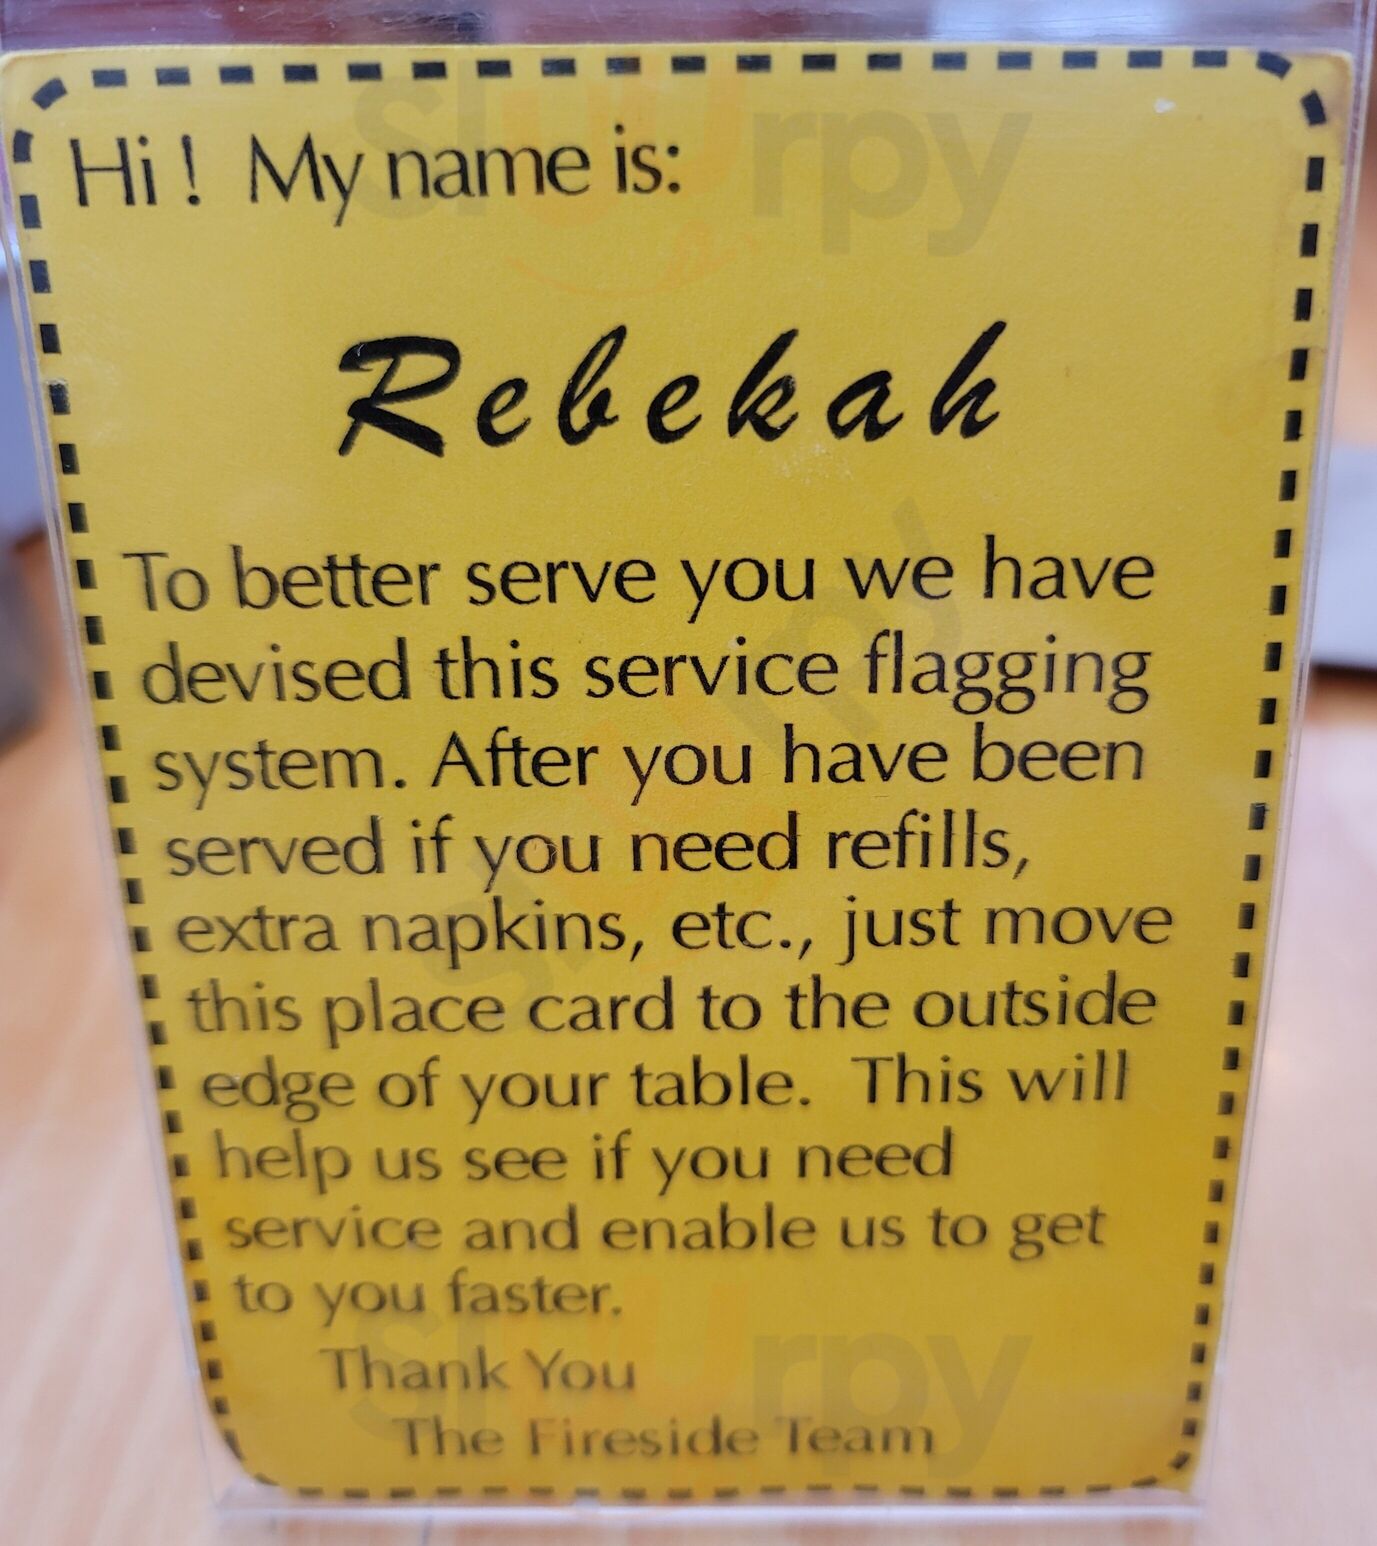 Hi ! My name is:
Rebekah
To better serve you we have
devised this service flagging
system. After you have been
served if you need refills,
extra napkins, etc., just move
this place card to the outside
edge of your table. This will
help us see if you need
service and enable us to get
to you faster.
Thank You
The Fireside Team
sluurpy
sluurpy
sluurpy